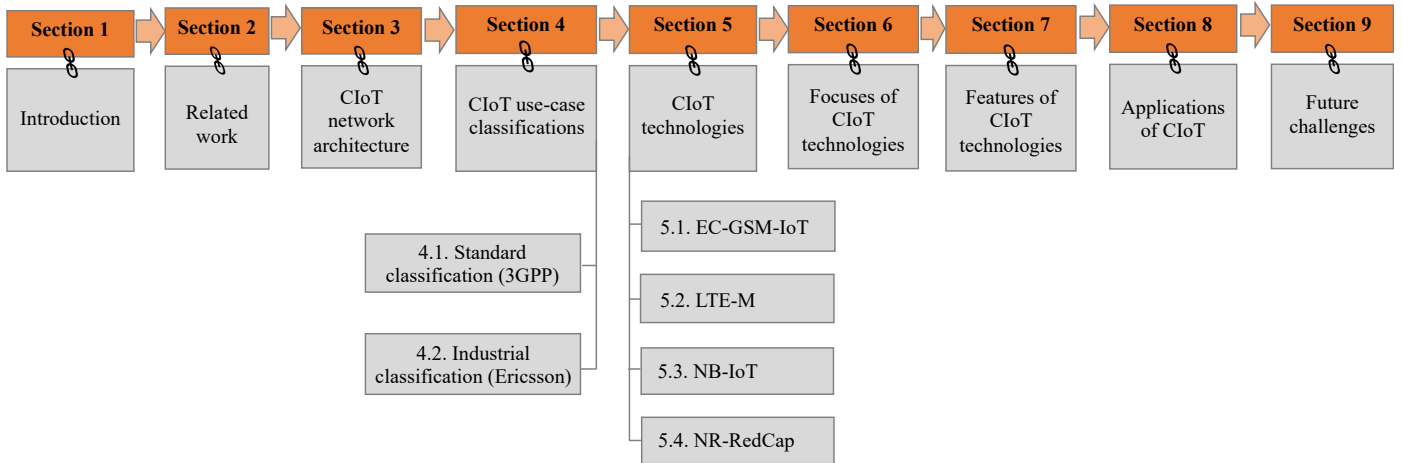 Section 1
Section 2
Section 3
Section 4
Section 5
Section 6
Section 7
Section 8
Section 9
Introduction
Related
work
CIoT
network
architecture
CIoT use-case
classifications
CIoT
technologies
Focuses of
CIoT
technologies
Features of
CIoT
technologies
Applications
of CIoT
Future
challenges
4.1. Standard
classification (3GPP)
4.2. Industrial
classification (Ericsson)
5.1. EC-GSM-IoT
5.2. LTE-M
5.3. NB-IoT
5.4. NR-RedCap